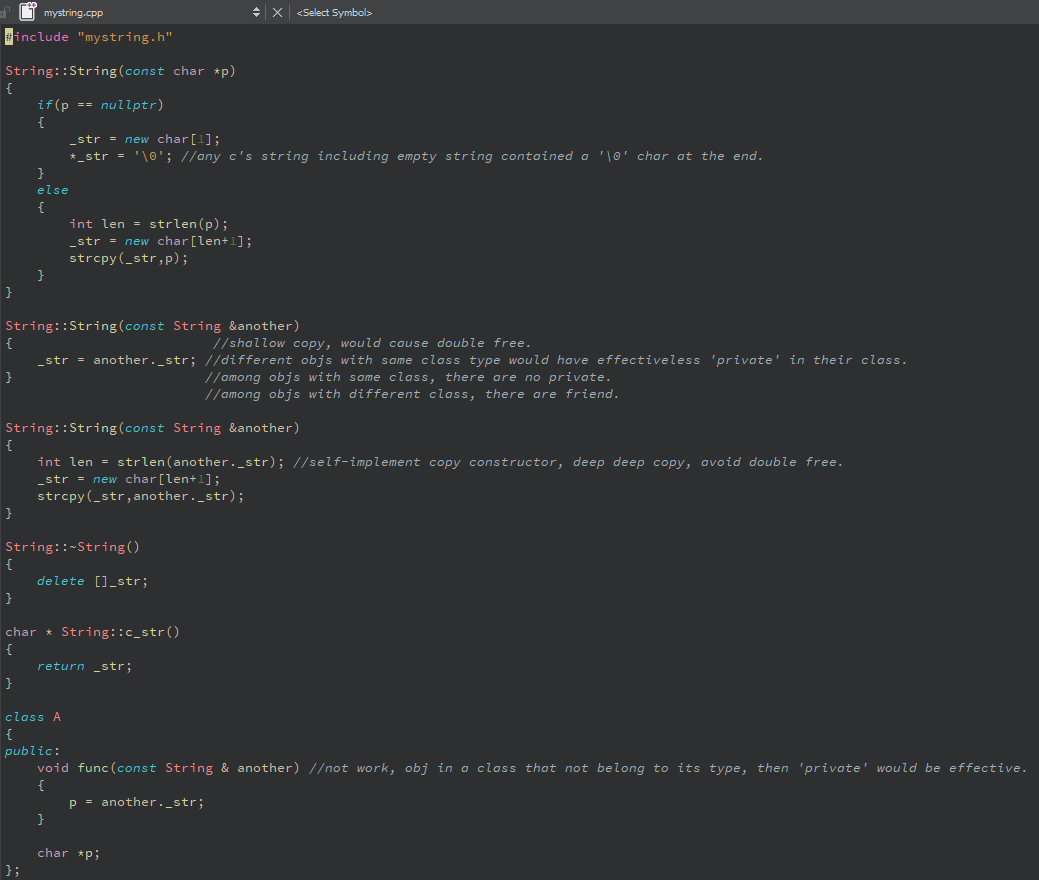 mystring.cpp <Select Symbol>
#include "mystring.h"

String::String(const char *p)
{
    if(p == nullptr)
    {
        _str = new char[1];
        *_str = '\0'; //any c's string including empty string contained a '\0' char at the end.
    }
    else
    {
        int len = strlen(p);
        _str = new char[len+1];
        strcpy(_str,p);
    }
}

String::String(const String &another)
{                         //shallow copy, would cause double free.
    _str = another._str; //different objs with same class type would have effectiveless 'private' in their class.
}                        //among objs with same class, there are no private.
                         //among objs with different class, there are friend.

String::String(const String &another)
{
    int len = strlen(another._str); //self-implement copy constructor, deep deep copy, avoid double free.
    _str = new char[len+1];
    strcpy(_str,another._str);
}

String::~String()
{
    delete []_str;
}

char * String::c_str()
{
    return _str;
}

class A
{
public:
    void func(const String & another) //not work, obj in a class that not belong to its type, then 'private' would be effective.
    {
        p = another._str;
    }

    char *p;
};